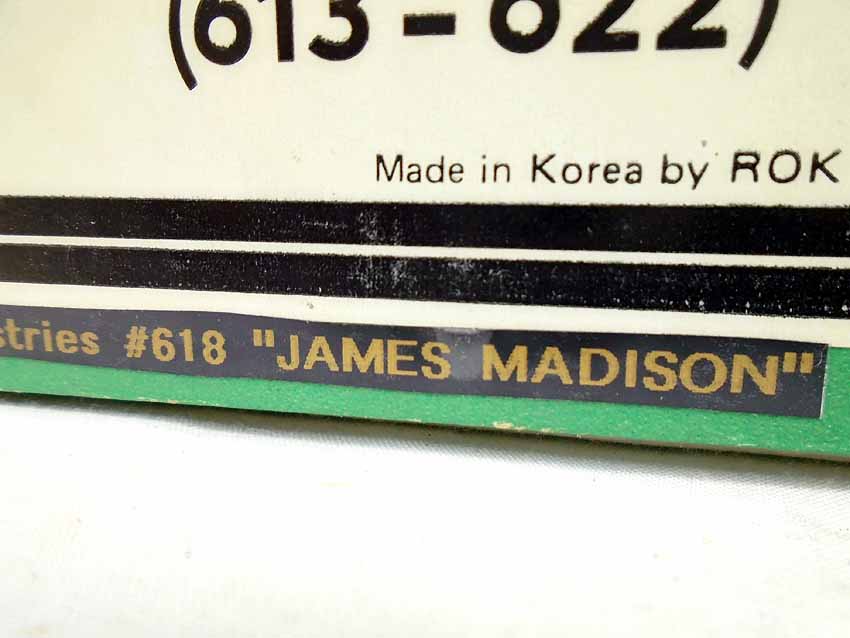 (613-622)
Made in Korea by ROK
stries #618 "JAMES MADISON"